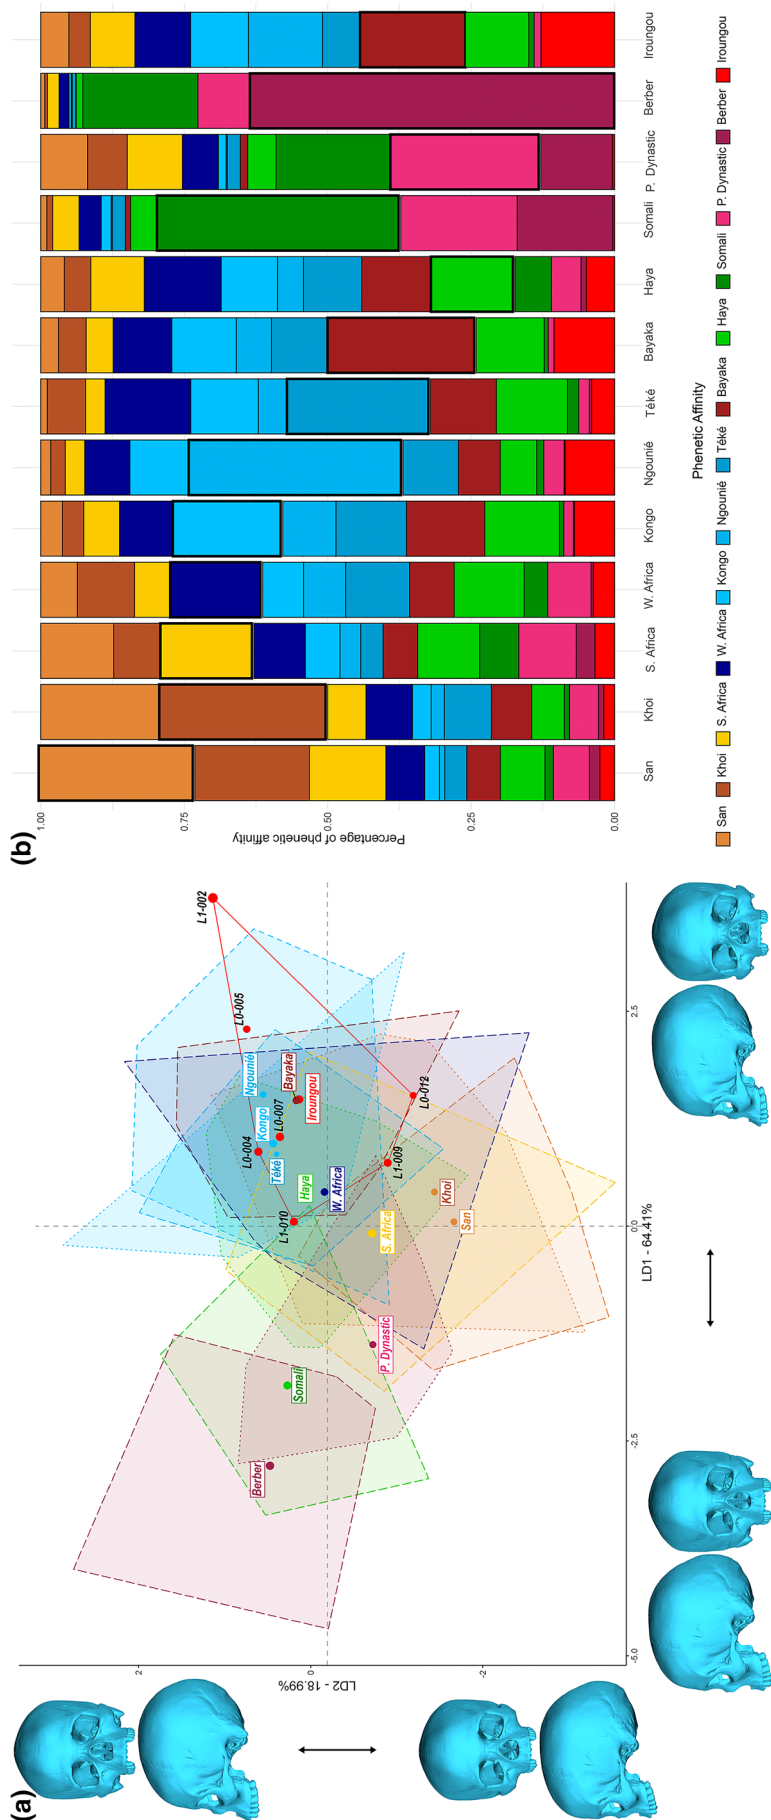 (a)
2
0
-2
LD2 - 18.99%
-5.0
-2.5
0.0
2.5
LD1 - 64.41%
Berber
Somali
P. Dynastic
S. Africa
San
Khoi
W. Africa
Haya
Téké
Kongo
Ngounié
Bayaka
Iroungou
L1-010
L0-004
L0-007
L1-009
L0-012
L0-005
L1-002
(b)
Percentage of phenetic affinity
1.00
0.75
0.50
0.25
0.00
San
Khoi
S. Africa
W. Africa
Kongo
Ngounié
Téké
Bayaka
Haya
Somali
P. Dynastic
Berber
Iroungou
Phenetic Affinity
San Khoi S. Africa W. Africa Kongo Ngounié Téké Bayaka Haya Somali P. Dynastic Berber Iroungou